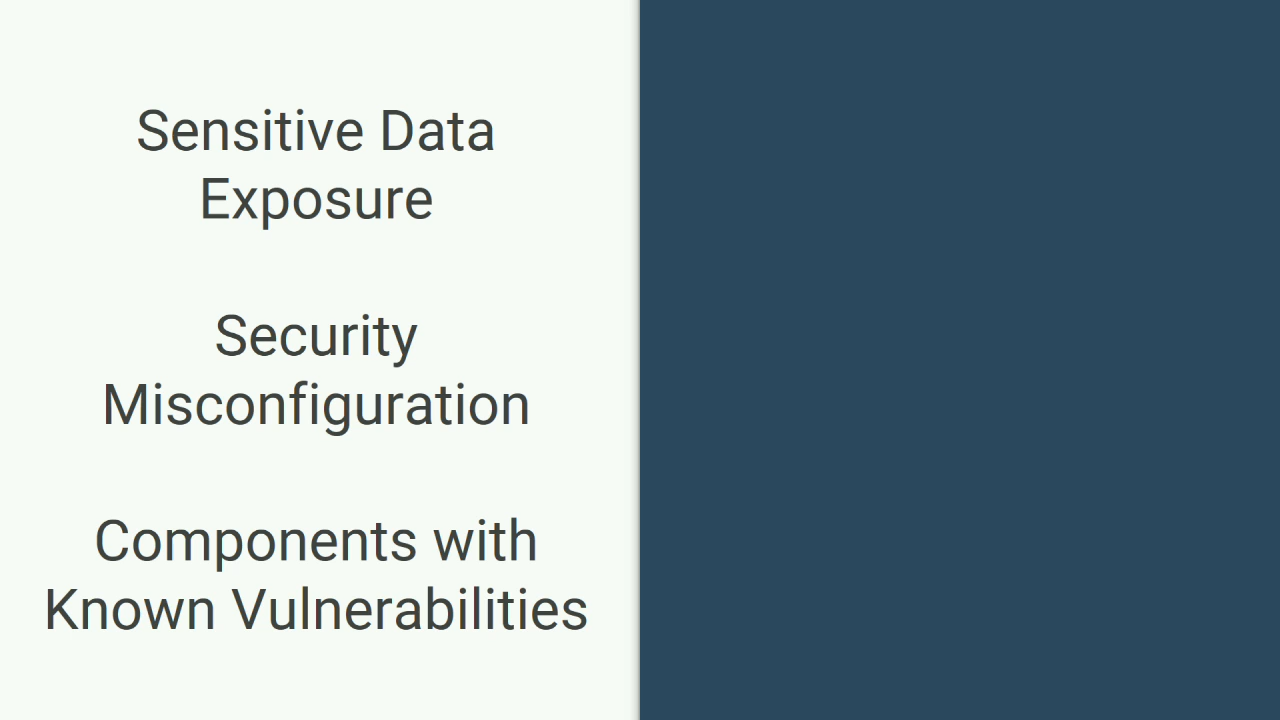 Sensitive Data
Exposure
Security
Misconfiguration
Components with
Known Vulnerabilities